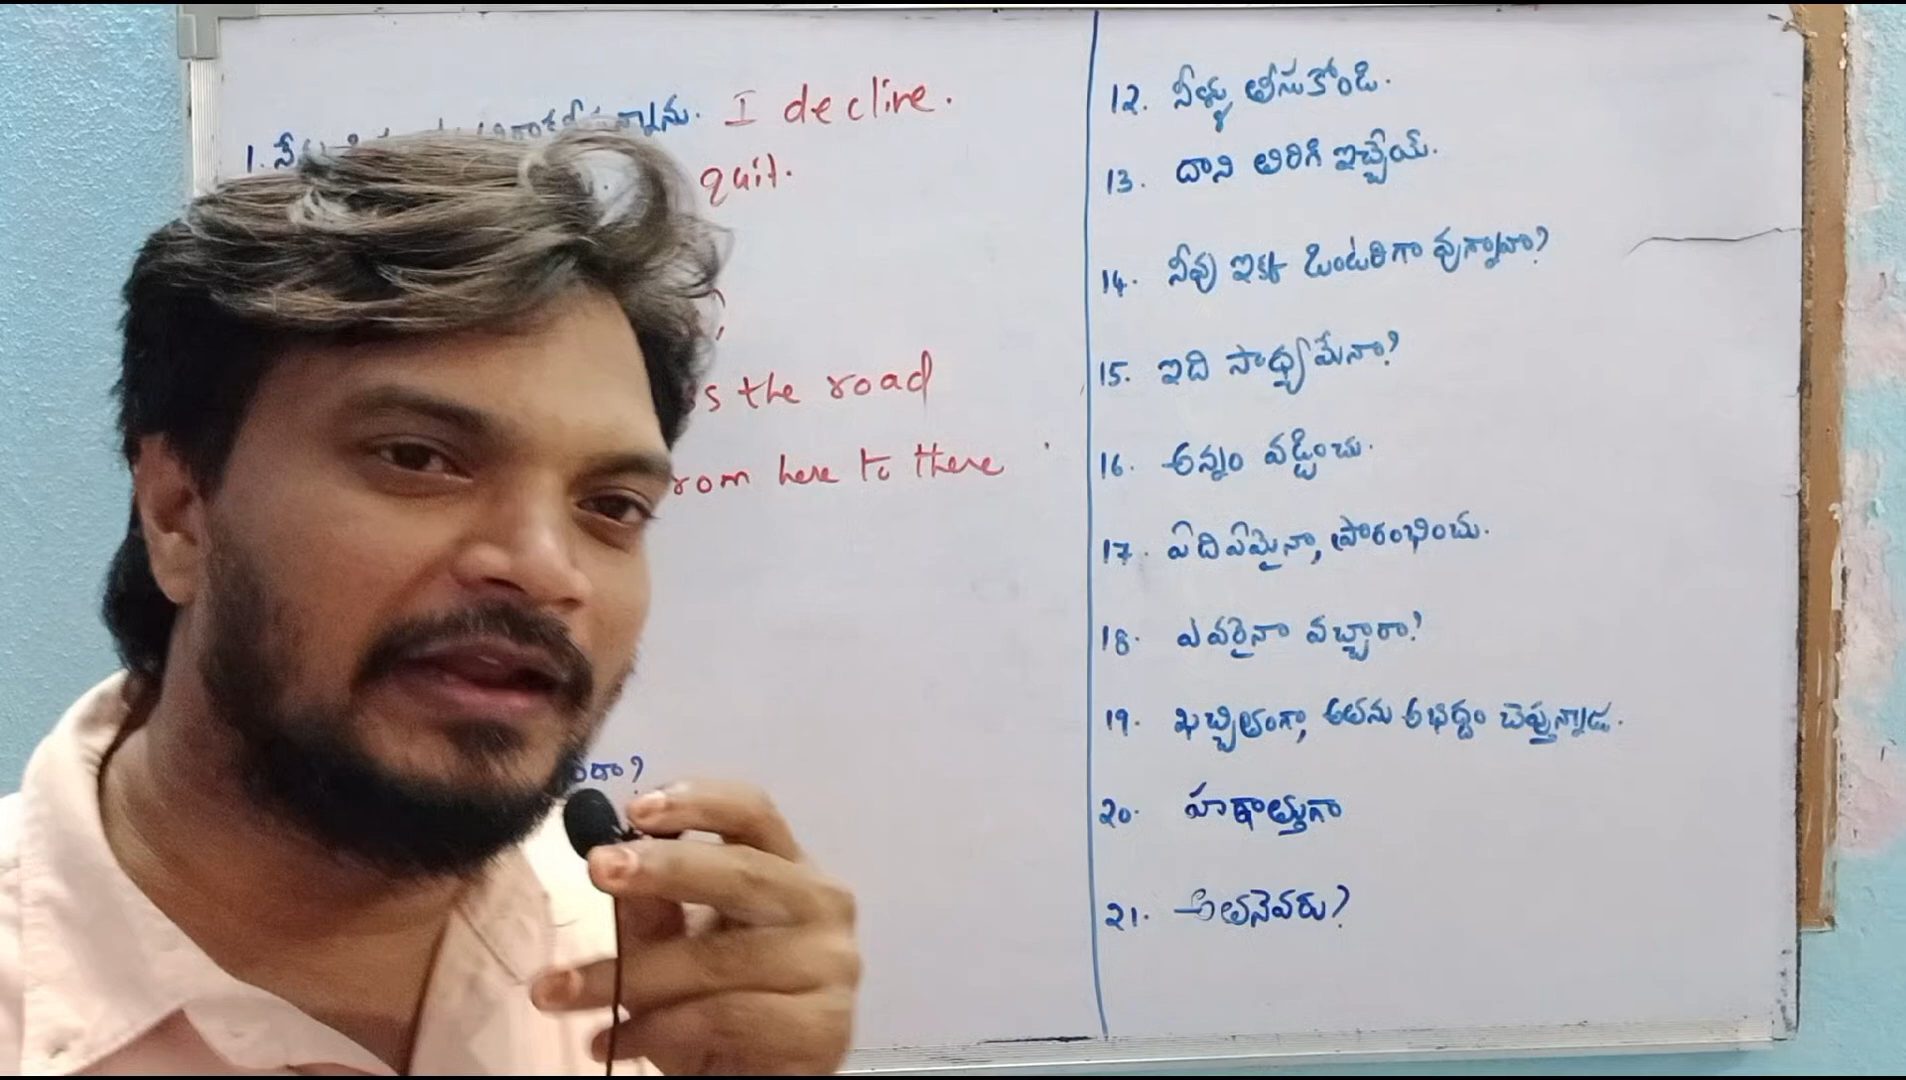 1. I decline.
quit.
s the road
rom here to there
12. నీళ్ళు తీసుకోండి.
13. దాని తిరిగి ఇచ్చేయ్.
14. నీవు ఇక్కడ ఒంటరిగా వున్నావా?
15. ఇది సాధ్యమేనా?
16. అన్నం వడ్డించు.
17. ఏది ఏమైనా, ప్రారంభించు.
18. ఎవరైనా వచ్చారా?
19. ఖచ్చితంగా, అతను అభద్దం చెప్తున్నాడు.
20. హఠాత్తుగా
21. అతనెవరు?